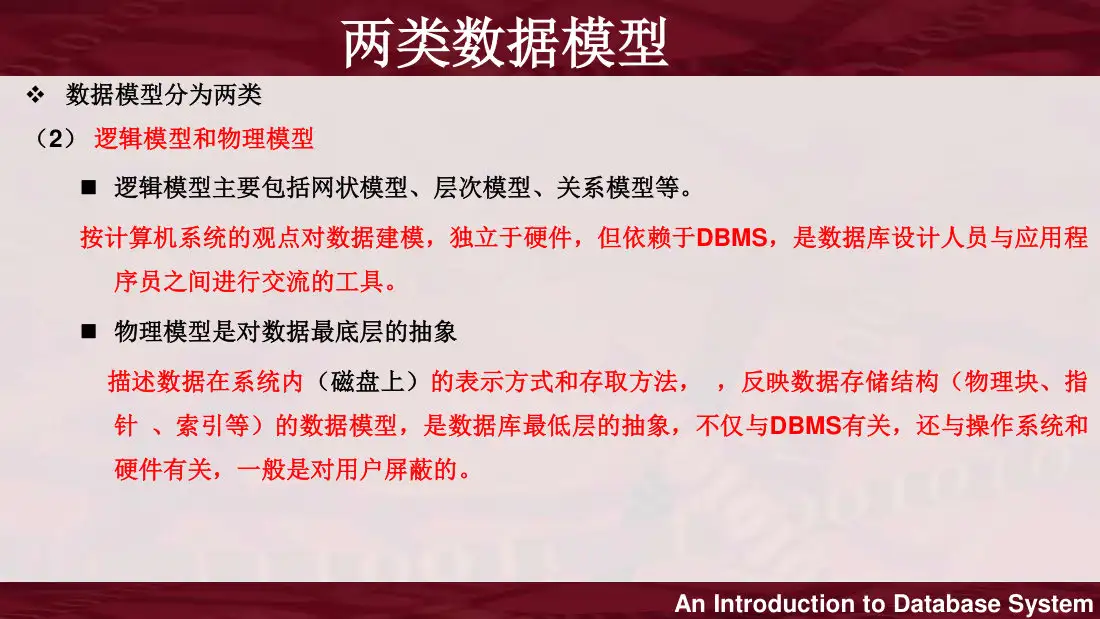 两类数据模型
❖ 数据模型分为两类
（2） 逻辑模型和物理模型
■ 逻辑模型主要包括网状模型、层次模型、关系模型等。
按计算机系统的观点对数据建模，独立于硬件，但依赖于DBMS，是数据库设计人员与应用程
序员之间进行交流的工具。
■ 物理模型是对数据最底层的抽象
描述数据在系统内（磁盘上）的表示方式和存取方法， ，反映数据存储结构（物理块、指
针 、索引等）的数据模型，是数据库最低层的抽象，不仅与DBMS有关，还与操作系统和
硬件有关，一般是对用户屏蔽的。
An Introduction to Database System